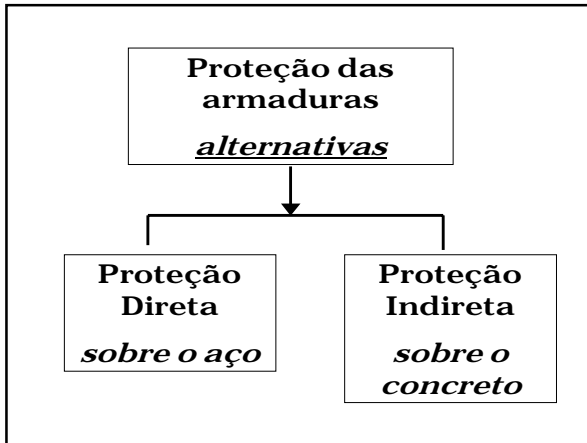 Proteção das
armaduras
alternativas
Proteção
Direta
sobre o aço
Proteção
Indireta
sobre o
concreto